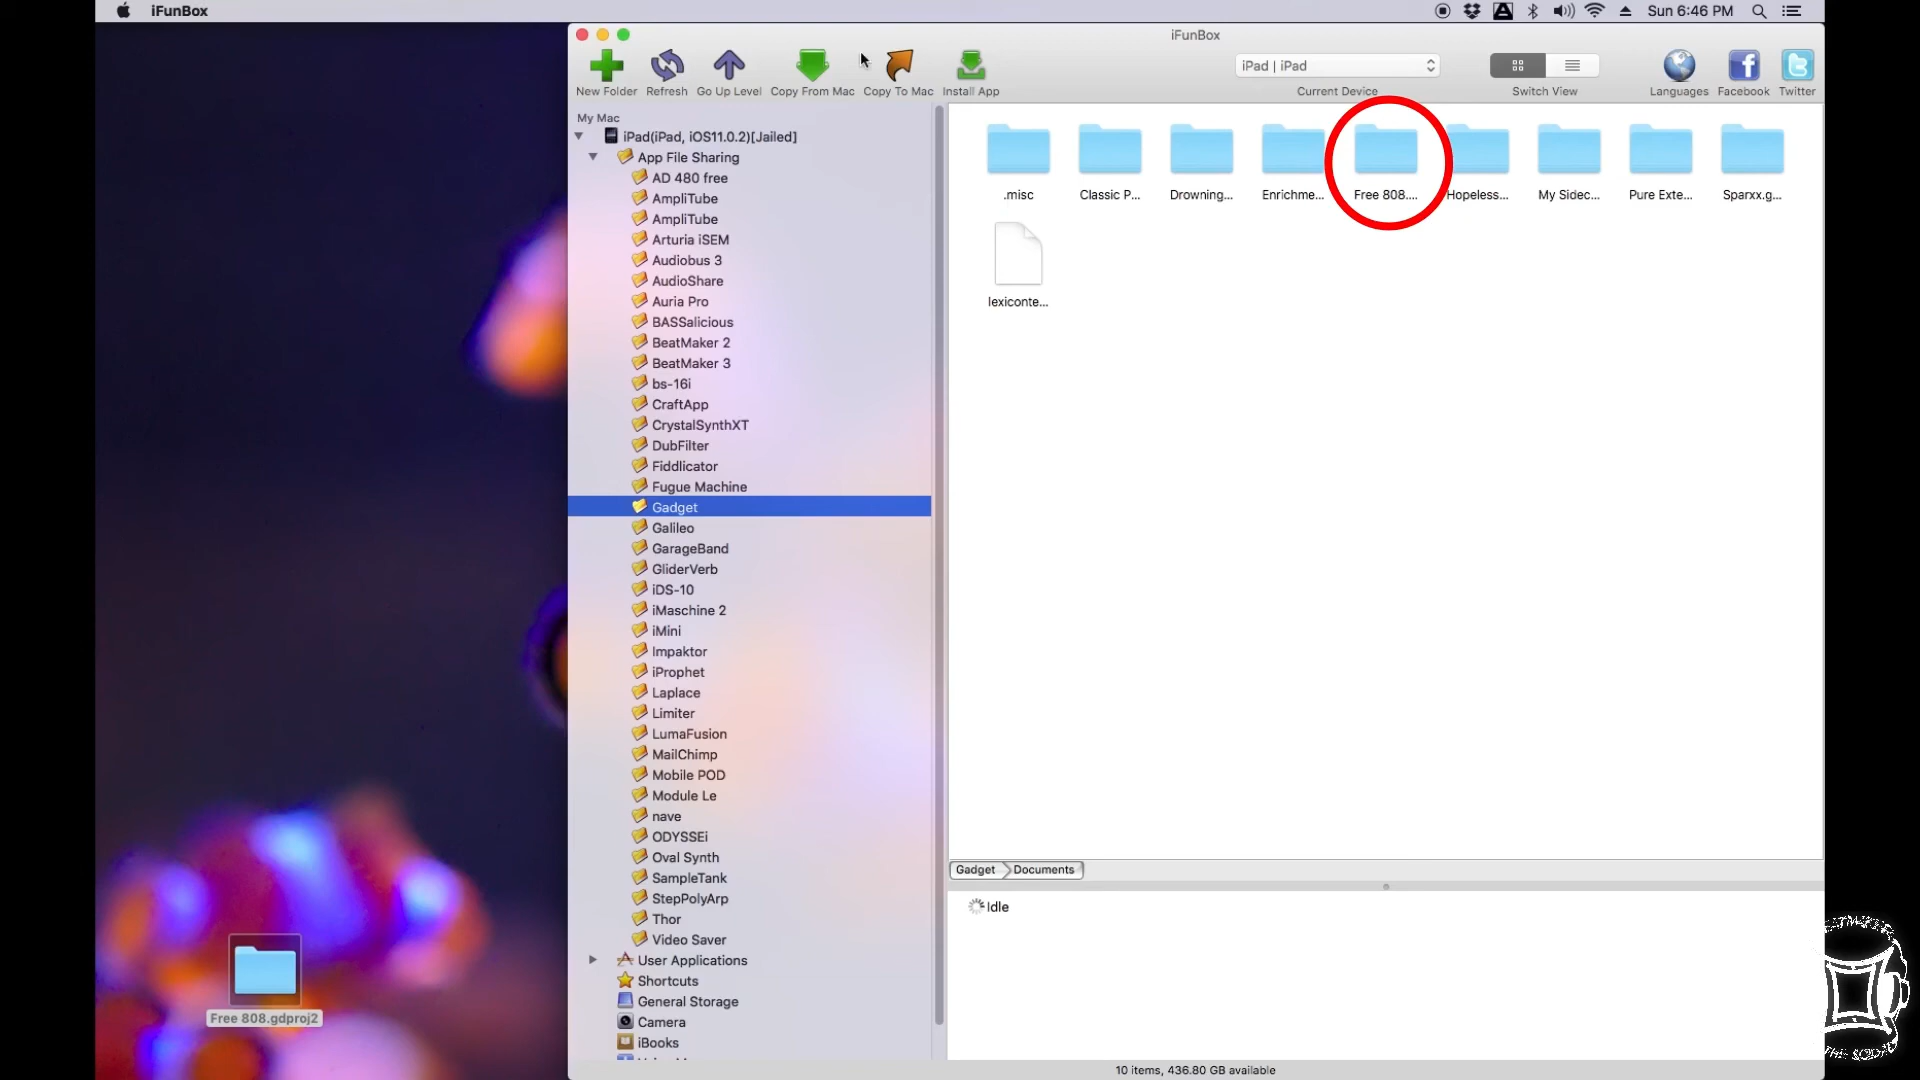 iFunBox
Sun 6:46 PM
iFunBox
New Folder
Refresh
Go Up Level
Copy From Mac
Copy To Mac
Install App
iPad | iPad
Current Device
Switch View
Languages
Facebook
Twitter
My Mac
iPad(iPad, iOS11.0.2)[Jailed]
App File Sharing
AD 480 free
AmpliTube
AmpliTube
Arturia iSEM
Audiobus 3
AudioShare
Auria Pro
BASSalicious
BeatMaker 2
BeatMaker 3
bs-16i
CraftApp
CrystalSynthXT
DubFilter
Fiddlicator
Fugue Machine
Gadget
Galileo
GarageBand
GliderVerb
iDS-10
iMaschine 2
iMini
Impaktor
iProphet
Laplace
Limiter
LumaFusion
MailChimp
Mobile POD
Module Le
nave
ODYSSEi
Oval Synth
SampleTank
StepPolyArp
Thor
Video Saver
User Applications
Shortcuts
General Storage
Camera
iBooks
.misc
Classic P...
Drowning...
Enrichme...
Free 808....
Hopeless...
My Sidec...
Pure Exte...
Sparxx.g...
lexiconte...
Gadget
Documents
Idle
10 items, 436.80 GB available
Free 808.gdproj2